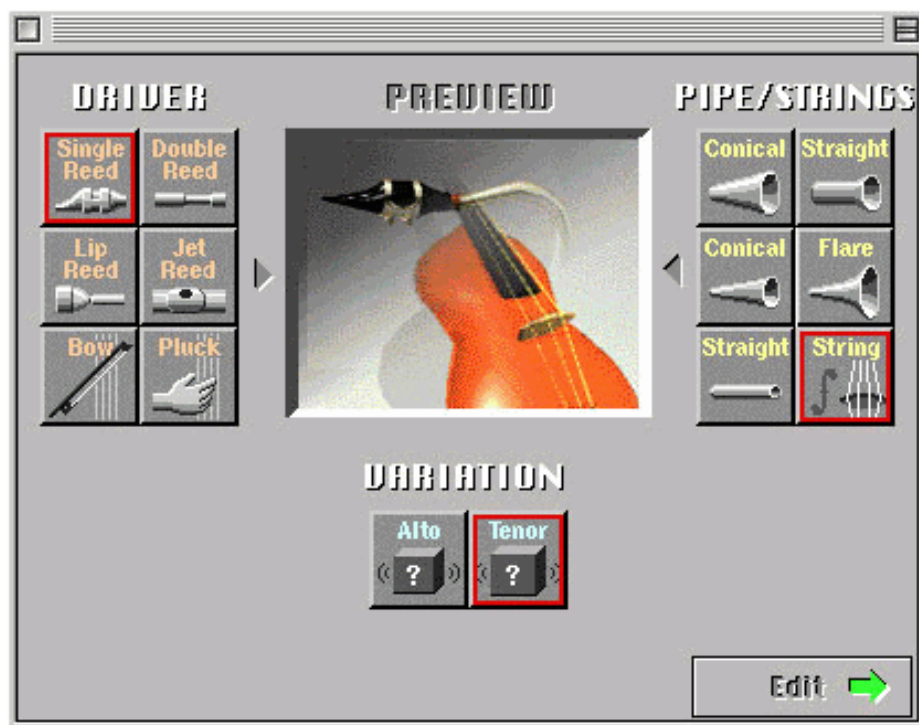 DRIVER
PREVIEW
PIPE/STRINGS
Single
Reed
Double
Reed
Conical
Straight
Lip
Reed
Jet
Reed
Conical
Flare
Bow
Pluck
Straight
String
VARIATION
Alto
?
Tenor
?
Edit